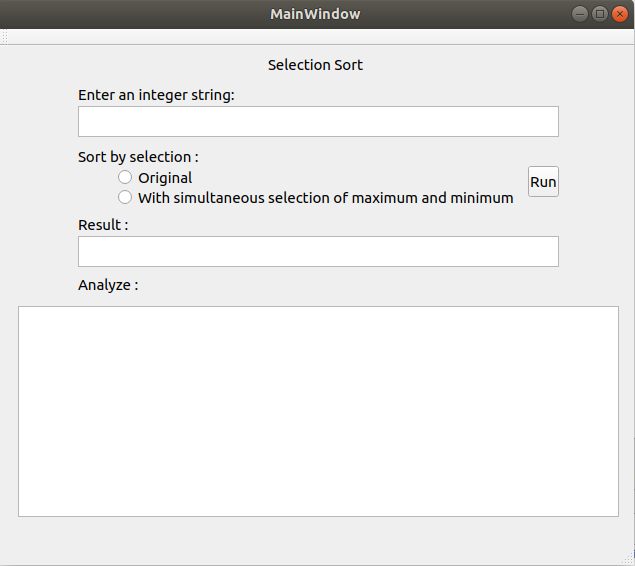 MainWindow
Selection Sort
Enter an integer string:
Sort by selection :
Original
Run
With simultaneous selection of maximum and minimum
Result :
Analyze :